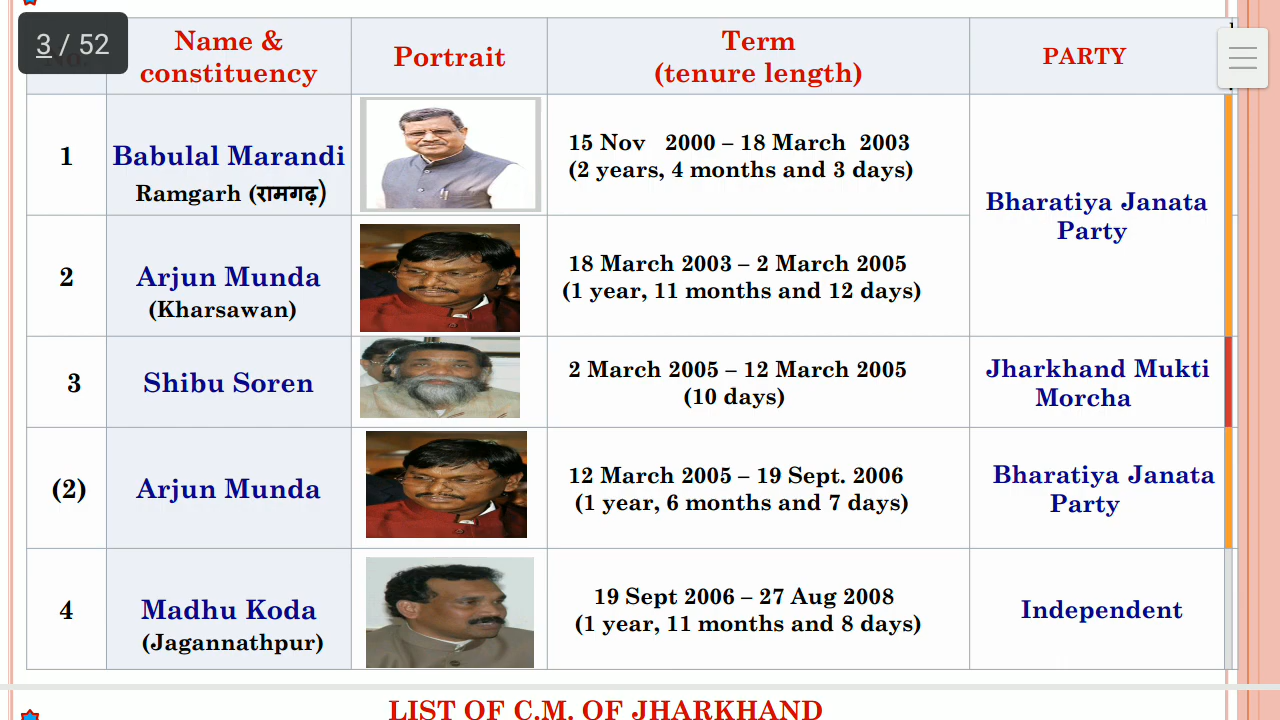 3 / 52
Name &
constituency
Portrait
Term
(tenure length)
PARTY
1
Babulal Marandi
Ramgarh (रामगढ़)
15 Nov 2000 – 18 March 2003
(2 years, 4 months and 3 days)
Bharatiya Janata
Party
2
Arjun Munda
(Kharsawan)
18 March 2003 – 2 March 2005
(1 year, 11 months and 12 days)
3
Shibu Soren
2 March 2005 – 12 March 2005
(10 days)
Jharkhand Mukti
Morcha
(2)
Arjun Munda
12 March 2005 – 19 Sept. 2006
(1 year, 6 months and 7 days)
Bharatiya Janata
Party
4
Madhu Koda
(Jagannathpur)
19 Sept 2006 – 27 Aug 2008
(1 year, 11 months and 8 days)
Independent
LIST OF C.M. OF JHARKHAND